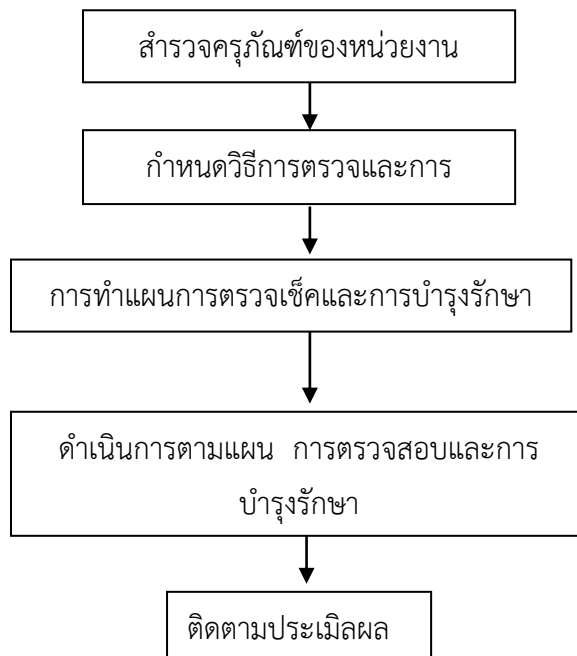 สำรวจครุภัณฑ์ของหน่วยงาน
กำหนดวิธีการตรวจและการ
การทำแผนการตรวจเช็คและการบำรุงรักษา
ดำเนินการตามแผน การตรวจสอบและการ
บำรุงรักษา
ติดตามประเมิลผล